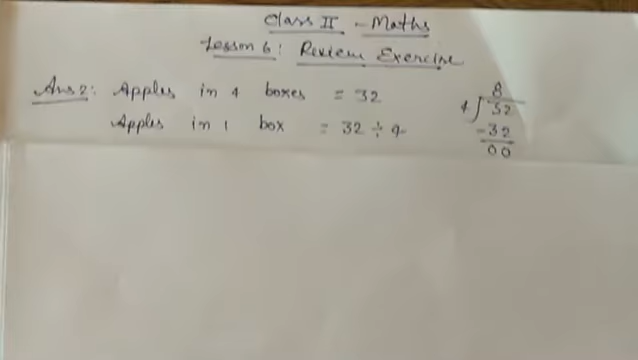 Class II - Maths
Lesson 6: Review Exercise
Ans 2: Apples in 4 boxes = 32
Apples in 1 box = 32 ÷ 4
8
4)32
-32
00